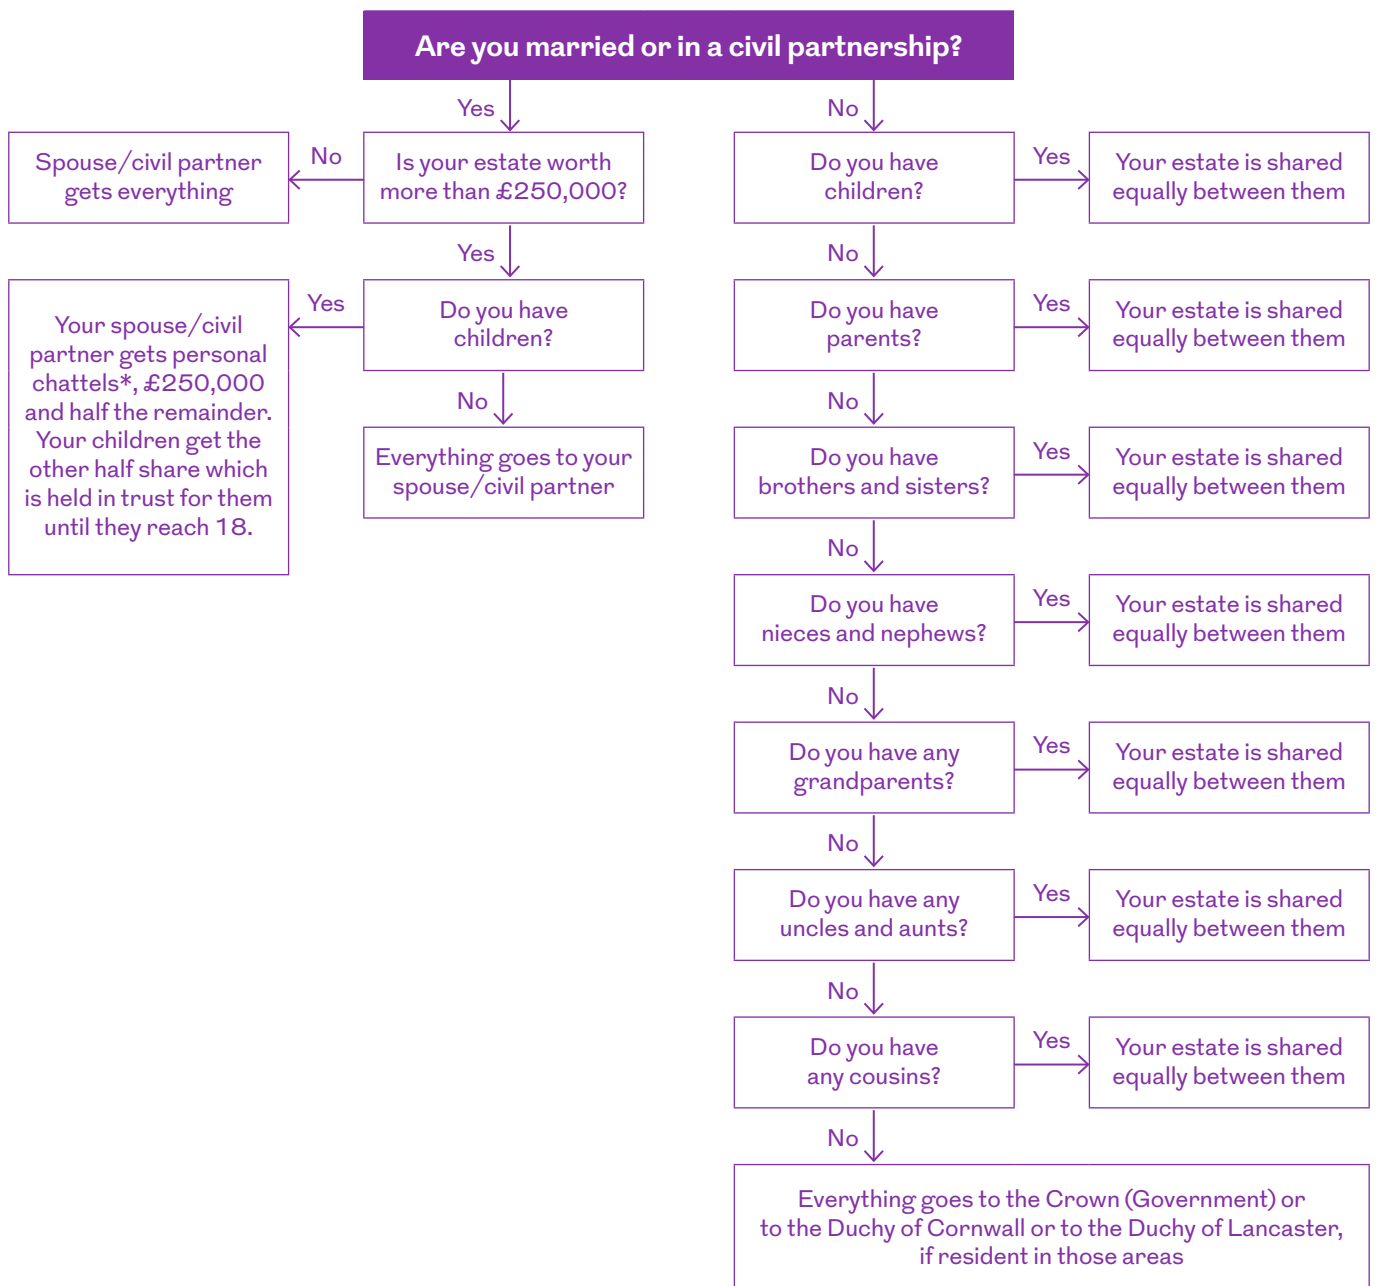 Are you married or in a civil partnership?
Yes
No
Spouse/civil partner
gets everything
No
Is your estate worth
more than £250,000?
Do you have
children?
Yes
Your estate is shared
equally between them
Yes
No
Your spouse/civil
partner gets personal
chattels*, £250,000
and half the remainder.
Your children get the
other half share which
is held in trust for them
until they reach 18.
Yes
Do you have
children?
No
Everything goes to your
spouse/civil partner
Do you have
parents?
Yes
Your estate is shared
equally between them
No
Do you have
brothers and sisters?
Yes
Your estate is shared
equally between them
No
Do you have
nieces and nephews?
Yes
Your estate is shared
equally between them
No
Do you have any
grandparents?
Yes
Your estate is shared
equally between them
No
Do you have any
uncles and aunts?
Yes
Your estate is shared
equally between them
No
Do you have
any cousins?
Yes
Your estate is shared
equally between them
No
Everything goes to the Crown (Government) or
to the Duchy of Cornwall or to the Duchy of Lancaster,
if resident in those areas